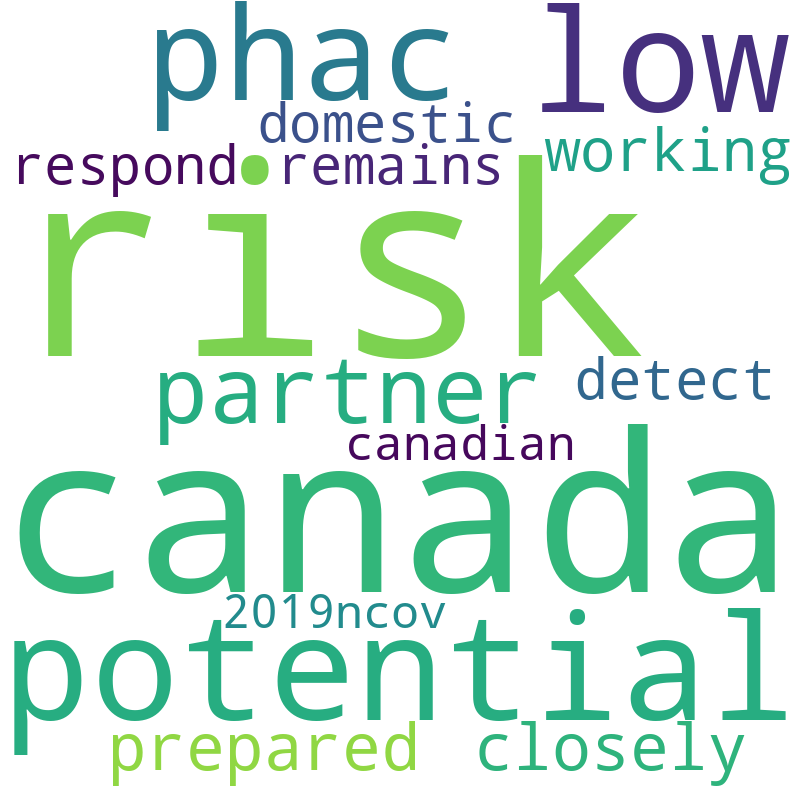 phac low
domestic
respond remains working
risk
partner detect
canadian
canada
2019ncov
potential
prepared closely